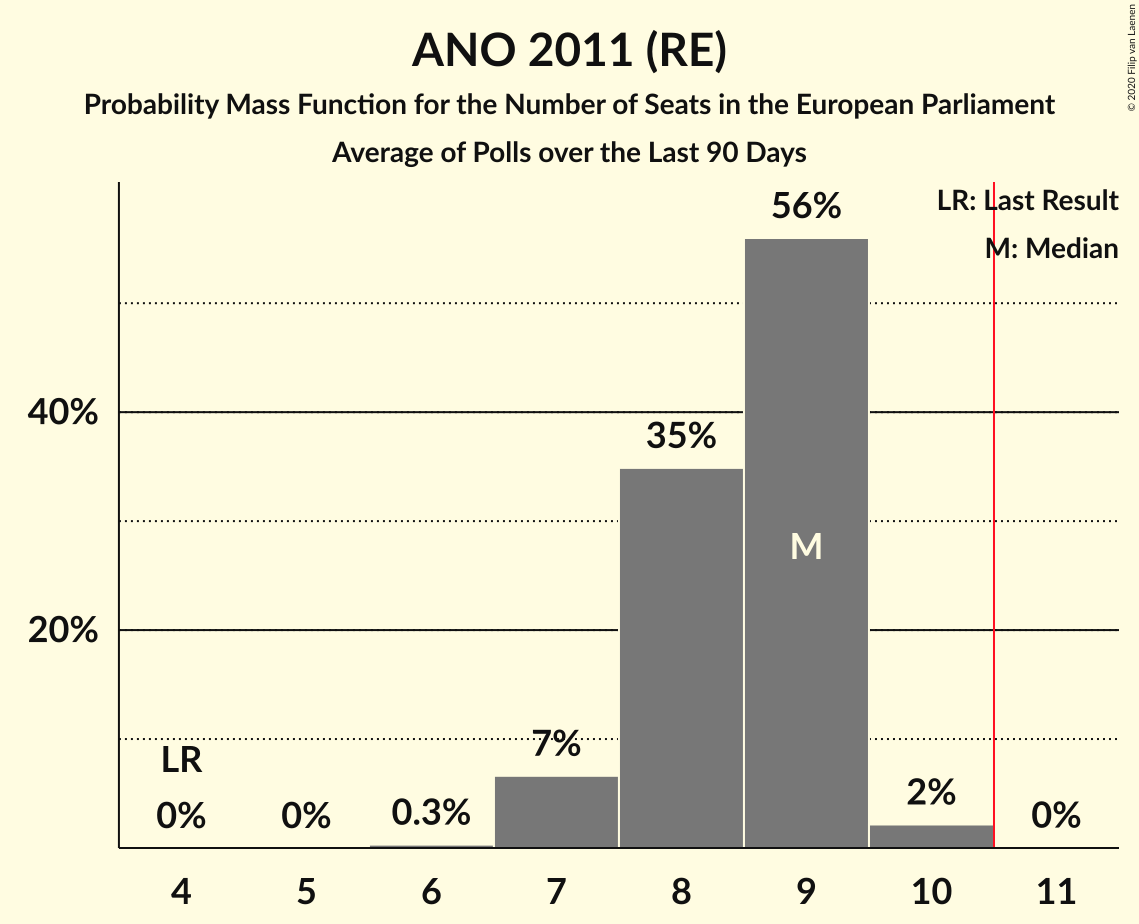 ANO 2011 (RE)
Probability Mass Function for the Number of Seats in the European Parliament
Average of Polls over the Last 90 Days
© 2020 Filip van Laenen
LR: Last Result
M: Median
56%
40%
35%
M
20%
7%
LR
0%
0%
0.3%
2%
0%
4 5 6 7 8 9 10 11